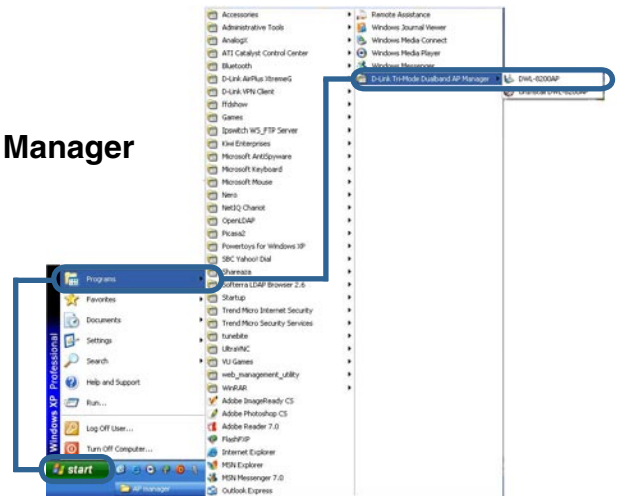 Manager
Accessories
Administrative Tools
AnalogX
ATI Catalyst Control Center
Bluetooth
D-Link AirPlus XtremeG
D-Link VPN Client
ffdshow
Games
Ipswitch WS_FTP Server
Kiwi Enterprises
Microsoft AntiSpyware
Microsoft Keyboard
Microsoft Mouse
Nero
NetIQ Chariot
OpenLDAP
Picasa2
Powertoys for Windows XP
SBC Yahoo! Dial
Shareaza
Softerra LDAP Browser 2.6
Startup
Trend Micro Internet Security
Trend Micro Security Services
tunebite
UltraVNC
VU Games
web_management_utility
WinRAR
Adobe ImageReady CS
Adobe Photoshop CS
Adobe Reader 7.0
FlashFXP
Internet Explorer
MSN Explorer
MSN Messenger 7.0
Outlook Express
Remote Assistance
Windows Journal Viewer
Windows Media Connect
Windows Media Player
Windows Messenger
D-Link Tri-Mode Dualband AP Manager
DWL-8200AP
Uninstall DWL-8200AP
Programs
Favorites
Documents
Settings
Search
Help and Support
Run...
Log Off User...
Turn Off Computer...
Windows XP Professional
start
AP manager